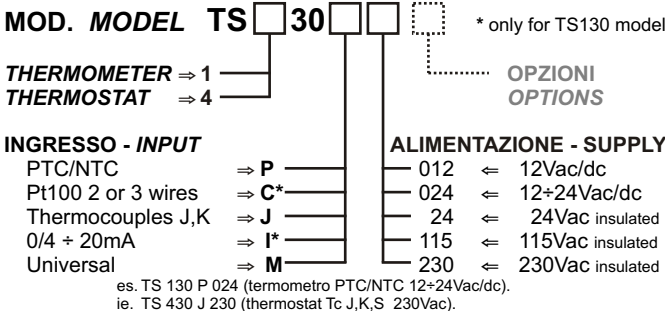 MOD. MODEL TS 30 * only for TS130 model
THERMOMETER ⇒ 1 OPZIONI
THERMOSTAT ⇒ 4 OPTIONS
INGRESSO - INPUT ALIMENTAZIONE - SUPPLY
PTC/NTC ⇒ P 012 ⇐ 12Vac/dc
Pt100 2 or 3 wires ⇒ C* 024 ⇐ 12÷24Vac/dc
Thermocouples J,K ⇒ J 24 ⇐ 24Vac insulated
0/4 ÷ 20mA ⇒ I* 115 ⇐ 115Vac insulated
Universal ⇒ M 230 ⇐ 230Vac insulated
es. TS 130 P 024 (termometro PTC/NTC 12÷24Vac/dc).
ie. TS 430 J 230 (thermostat Tc J,K,S 230Vac).